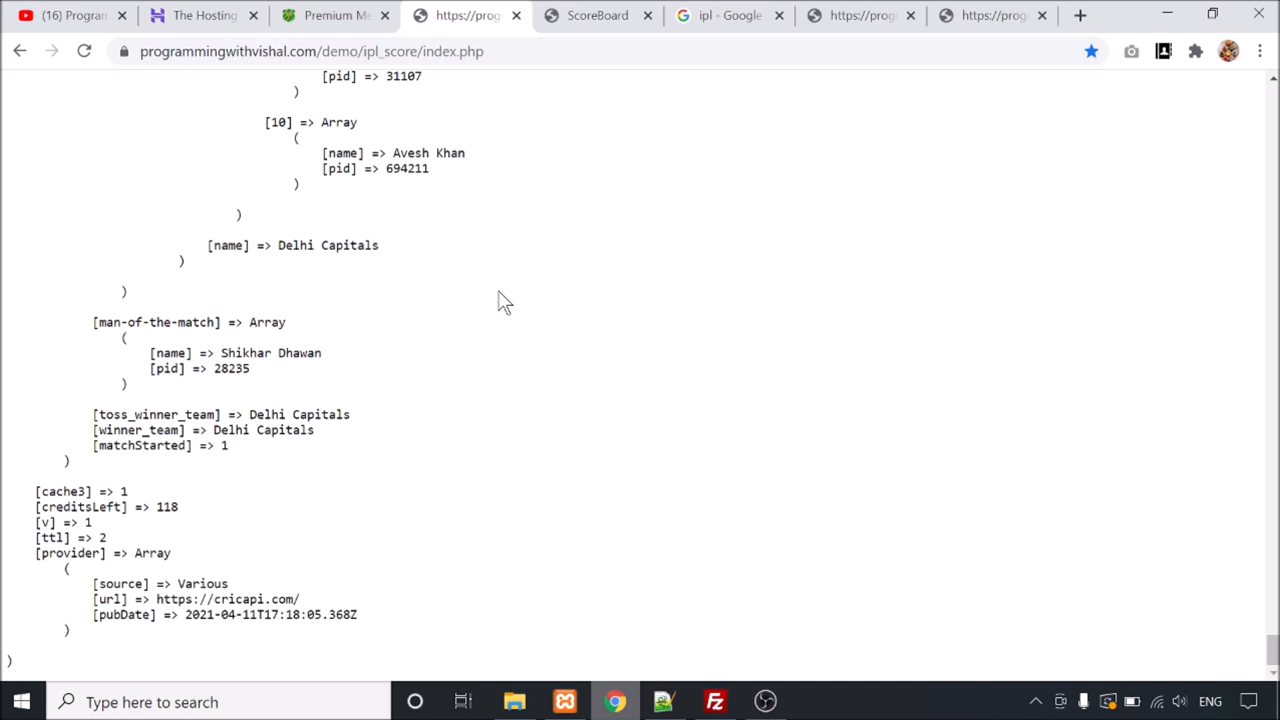 (16) Program
The Hosting
Premium Me
https://prog
ScoreBoard
ipl - Google
https://prog
https://prog
programmingwithvishal.com/demo/ipl_score/index.php
[pid] => 31107
)
[10] => Array
(
[name] => Avesh Khan
[pid] => 694211
)
)
[name] => Delhi Capitals
)
)
[man-of-the-match] => Array
(
[name] => Shikhar Dhawan
[pid] => 28235
)
[toss_winner_team] => Delhi Capitals
[winner_team] => Delhi Capitals
[matchStarted] => 1
)
[cache3] => 1
[creditsLeft] => 118
[v] => 1
[ttl] => 2
[provider] => Array
(
[source] => Various
[url] => https://cricapi.com/
[pubDate] => 2021-04-11T17:18:05.368Z
)
)
Type here to search
ENG